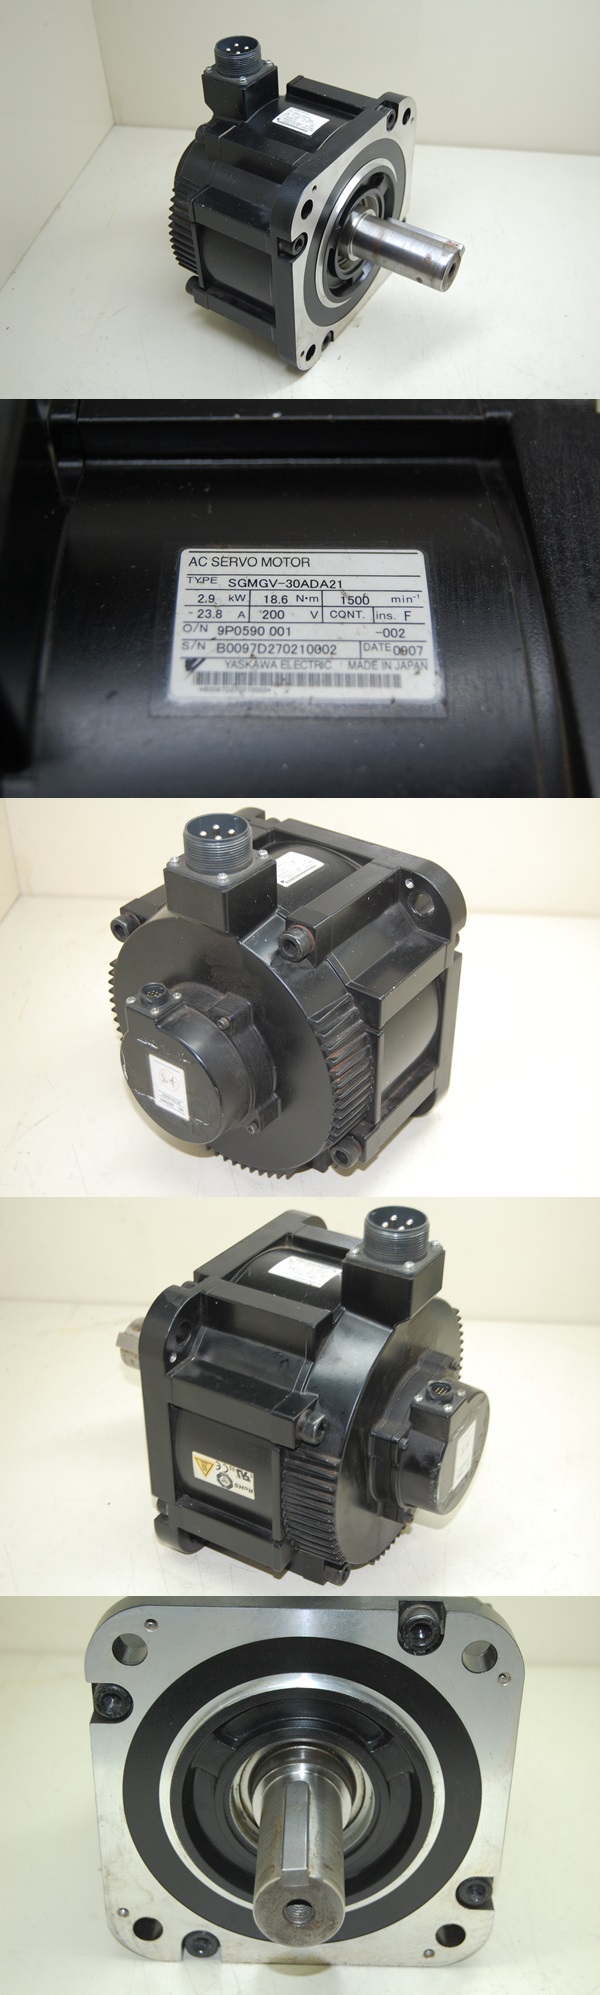 AC SERVO MOTOR
TYPE SGMGV-30ADA21
2.9 kW 18.6 N•m 1500 min⁻¹
23.8 A 200 V CONT. ins. F
O/N 9P0590 001 -002
S/N B0097D270210002 DATE 0907
YASKAWA ELECTRIC MADE IN JAPAN
RoHS